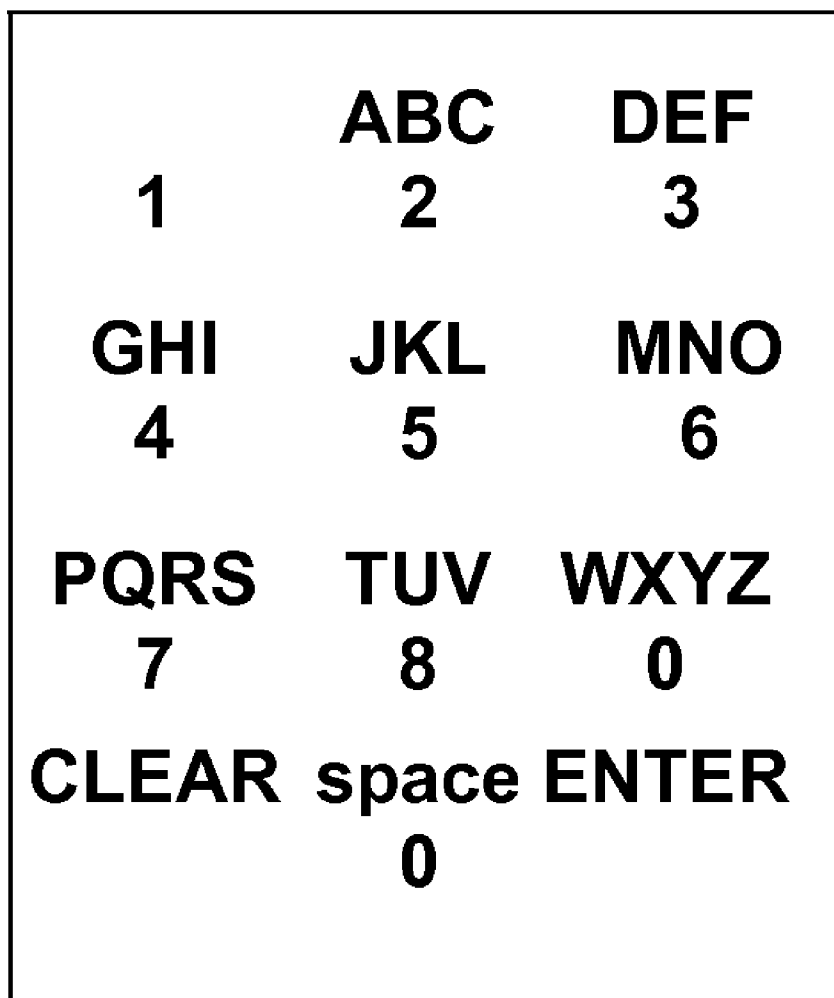 ABC DEF
1 2 3
GHI JKL MNO
4 5 6
PQRS TUV WXYZ
7 8 0
CLEAR space ENTER
0